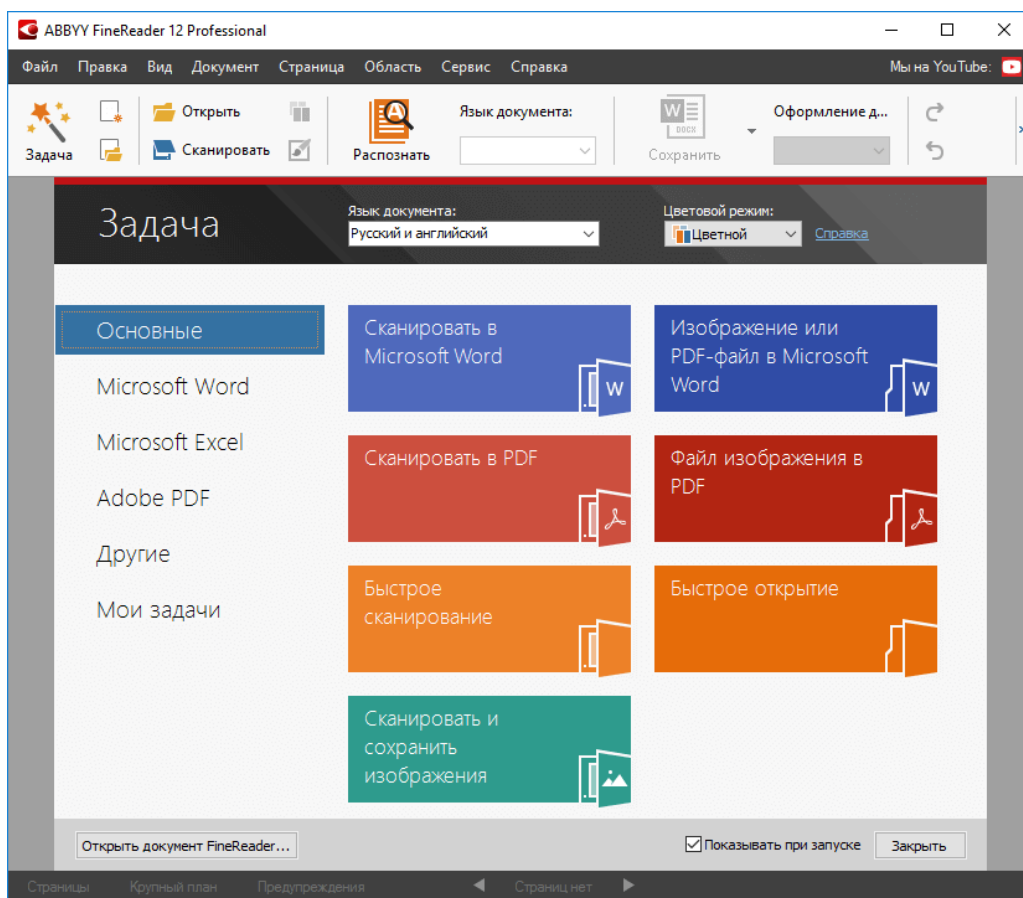 ABBYY FineReader 12 Professional
Файл Правка Вид Документ Страница Область Сервис Справка Мы на YouTube:
Открыть Язык документа: Оформление д...
Задача Сканировать Распознать Сохранить
W DOCX
Задача
Язык документа: Цветовой режим:
Русский и английский Цветной Справка
Основные
Microsoft Word
Microsoft Excel
Adobe PDF
Другие
Мои задачи
Сканировать в
Microsoft Word
W
Изображение или
PDF-файл в Microsoft
Word
W
Сканировать в PDF
Файл изображения в
PDF
Быстрое
сканирование
Быстрое открытие
Сканировать и
сохранить
изображения
Открыть документ FineReader... Показывать при запуске Закрыть
Страницы Крупный план Предупреждения Страниц нет